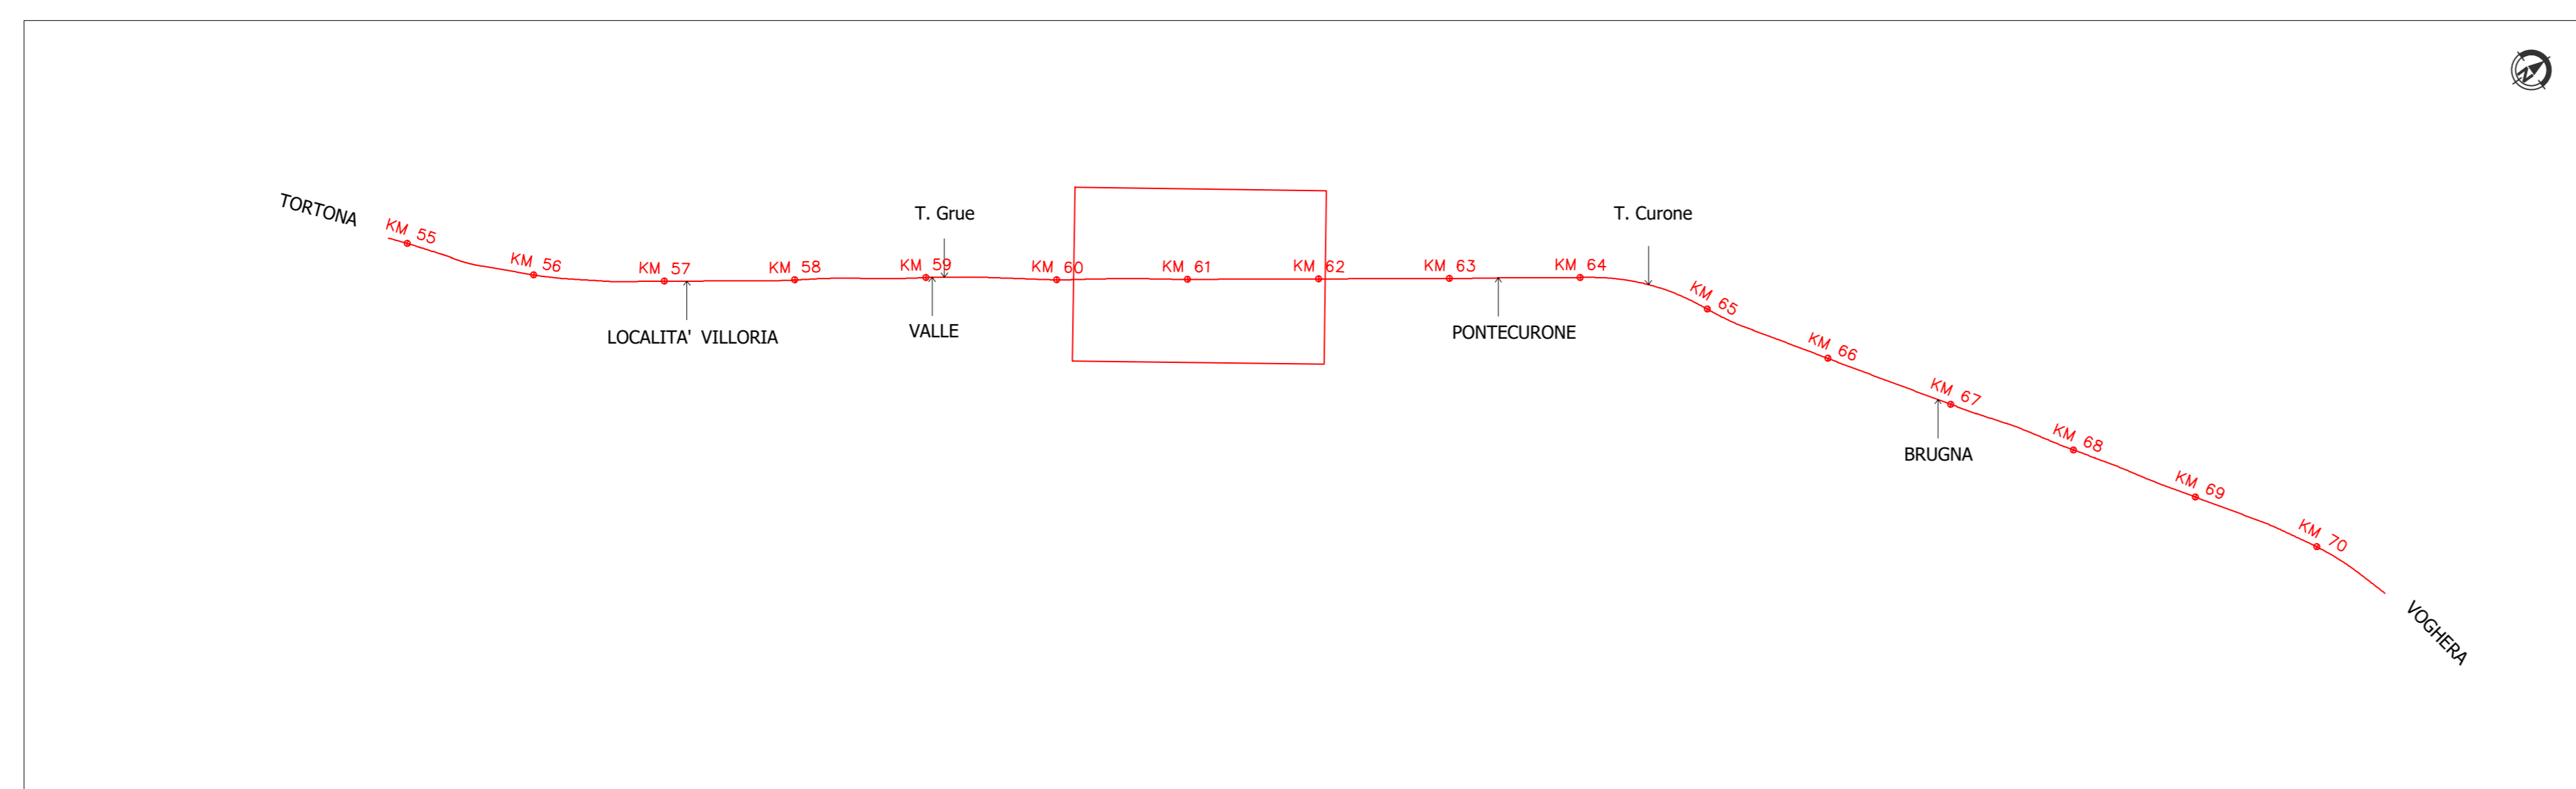 N
TORTONA
T. Grue
T. Curone
KM 55
KM 56
KM 57
KM 58
KM 59
KM 60
KM 61
KM 62
KM 63
KM 64
KM 65
KM 66
KM 67
KM 68
KM 69
KM 70
LOCALITA' VILLORIA
VALLE
PONTECURONE
BRUGNA
VOGHERA